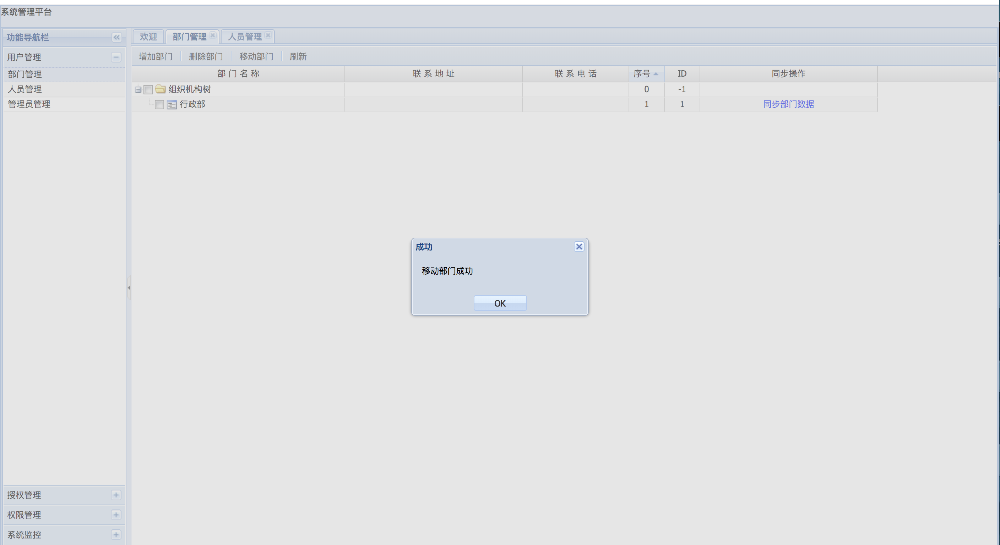 系统管理平台
功能导航栏
欢迎 部门管理 人员管理
用户管理
增加部门 删除部门 移动部门 刷新
部门管理
部门名称 联系地址 联系电话 序号 ID 同步操作
人员管理
组织机构树 0 -1
管理员管理
行政部 1 1 同步部门数据
成功
移动部门成功
OK
授权管理
权限管理
系统监控